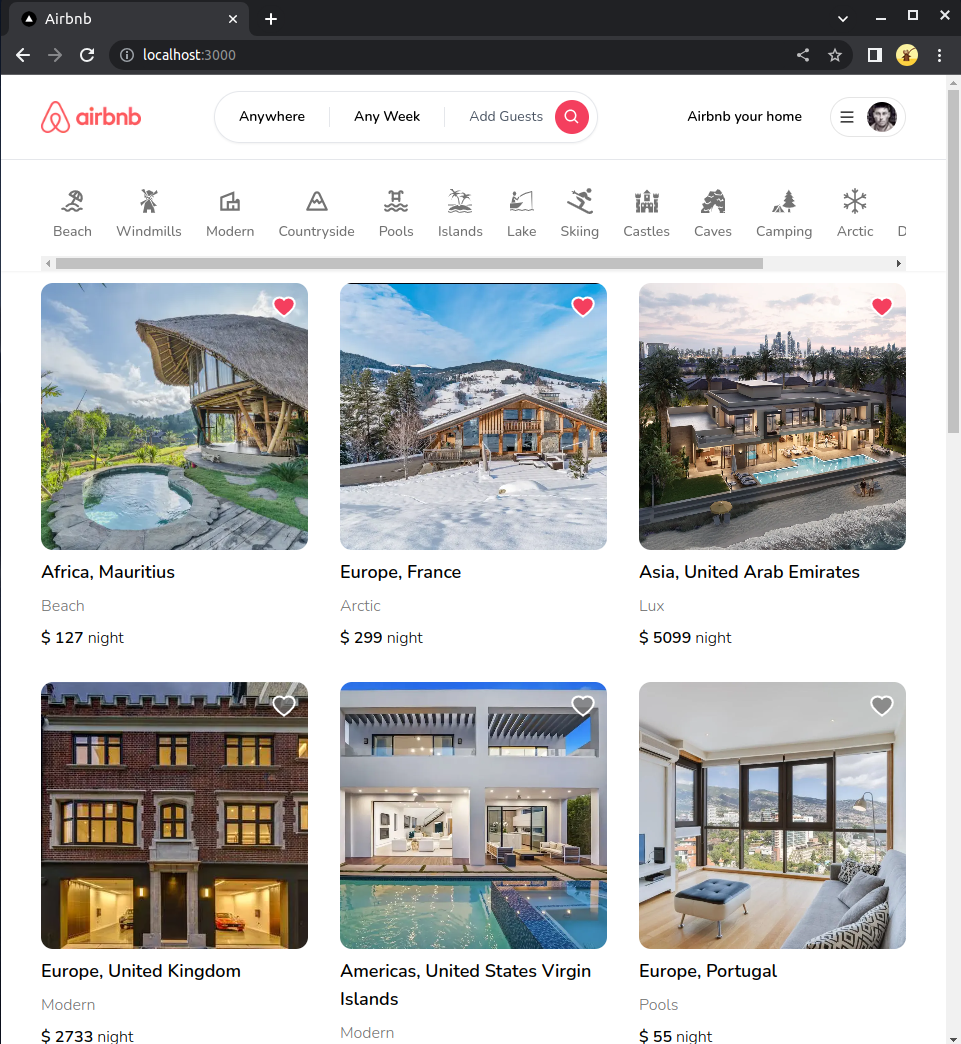 Airbnb
localhost:3000
airbnb
Anywhere Any Week Add Guests Airbnb your home
Beach Windmills Modern Countryside Pools Islands Lake Skiing Castles Caves Camping Arctic D
Africa, Mauritius
Beach
$ 127 night
Europe, France
Arctic
$ 299 night
Asia, United Arab Emirates
Lux
$ 5099 night
Europe, United Kingdom
Modern
$ 2733 night
Americas, United States Virgin
Islands
Modern
Europe, Portugal
Pools
$ 55 night